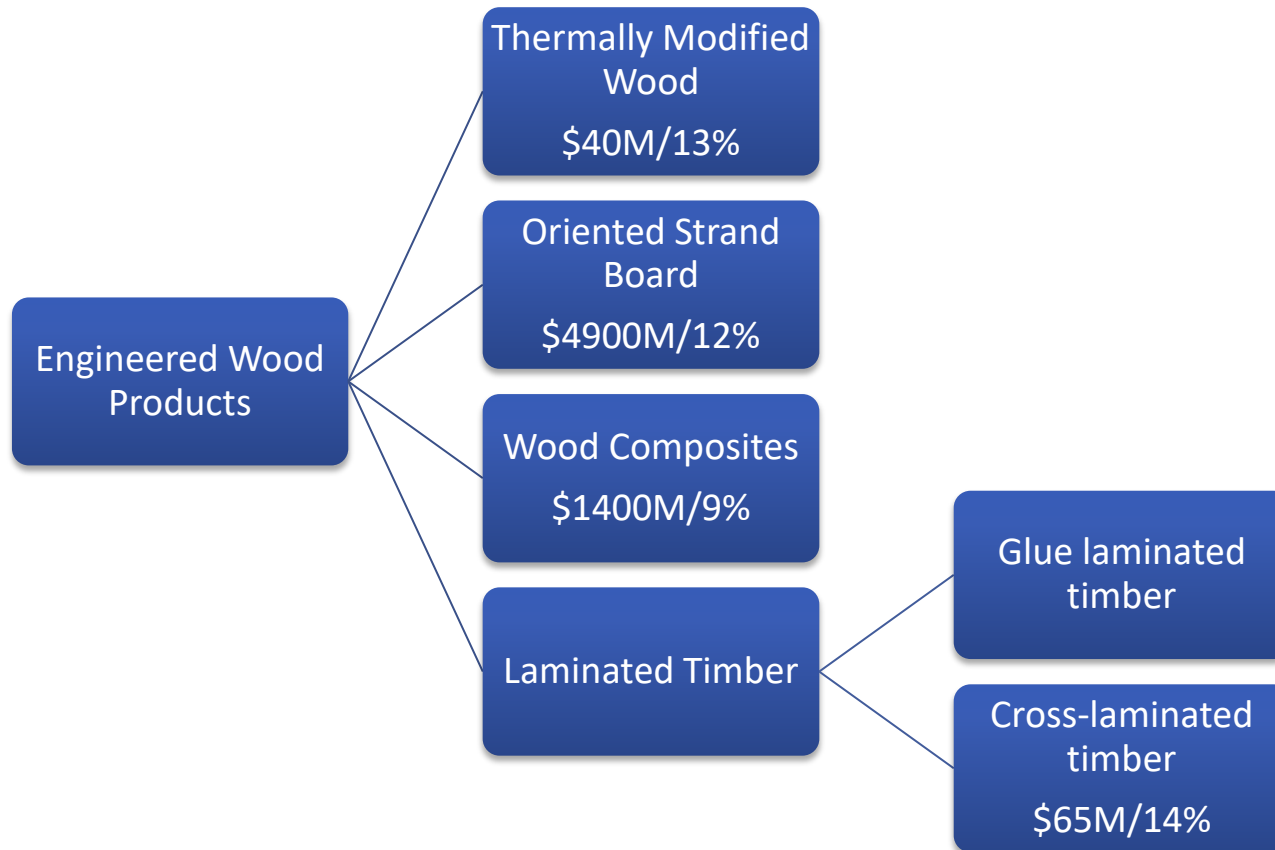 Engineered Wood
Products
Thermally Modified
Wood
$40M/13%
Oriented Strand
Board
$4900M/12%
Wood Composites
$1400M/9%
Laminated Timber
Glue laminated
timber
Cross-laminated
timber
$65M/14%